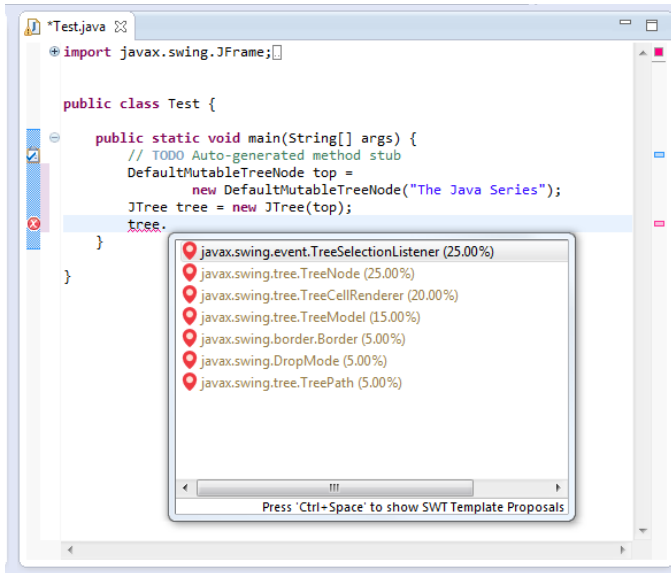 *Test.java
import javax.swing.JFrame;
public class Test {
public static void main(String[] args) {
// TODO Auto-generated method stub
DefaultMutableTreeNode top =
new DefaultMutableTreeNode("The Java Series");
JTree tree = new JTree(top);
tree.
}
}
javax.swing.event.TreeSelectionListener (25.00%)
javax.swing.tree.TreeNode (25.00%)
javax.swing.tree.TreeCellRenderer (20.00%)
javax.swing.tree.TreeModel (15.00%)
javax.swing.border.Border (5.00%)
javax.swing.DropMode (5.00%)
javax.swing.tree.TreePath (5.00%)
Press 'Ctrl+Space' to show SWT Template Proposals